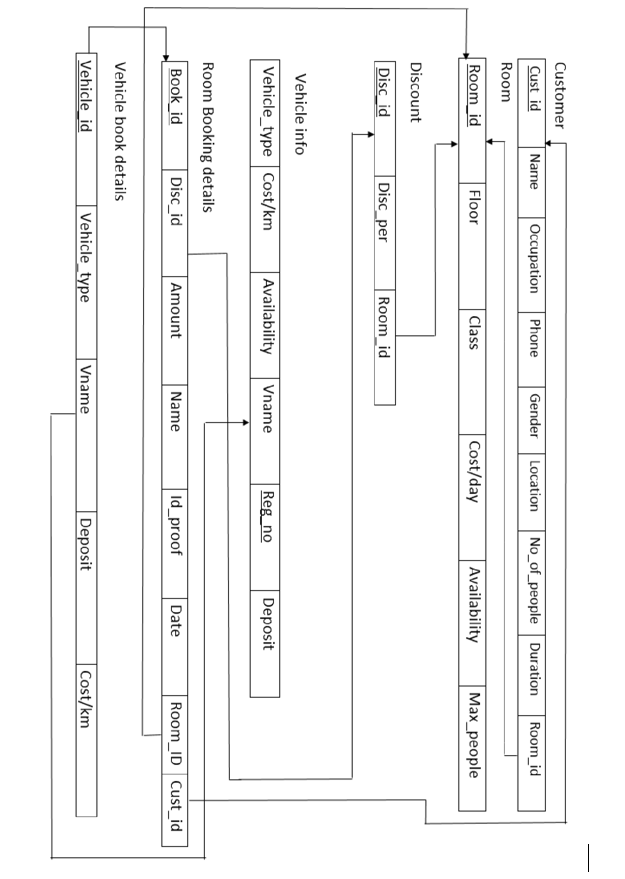 Customer
Cust_id Name Occupation Phone Gender Location No_of_people Duration Room_id
Room
Room_id Floor Class Cost/day Availability Max_people
Discount
Disc_id Disc_per Room_id
Vehicle info
Vehicle_type Cost/km Availability Vname Reg_no Deposit
Room Booking details
Book_id Disc_id Amount Name Id_proof Date Room_ID Cust_id
Vehicle book details
Vehicle_id Vehicle_type Vname Deposit Cost/km